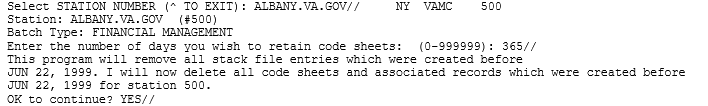 Select STATION NUMBER (^ TO EXIT): ALBANY.VA.GOV// NY VAMC 500
Station: ALBANY.VA.GOV (#500)
Batch Type: FINANCIAL MANAGEMENT
Enter the number of days you wish to retain code sheets: (0-999999): 365//
This program will remove all stack file entries which were created before
JUN 22, 1999. I will now delete all code sheets and associated records which were created before
JUN 22, 1999 for station 500.
OK to continue? YES//